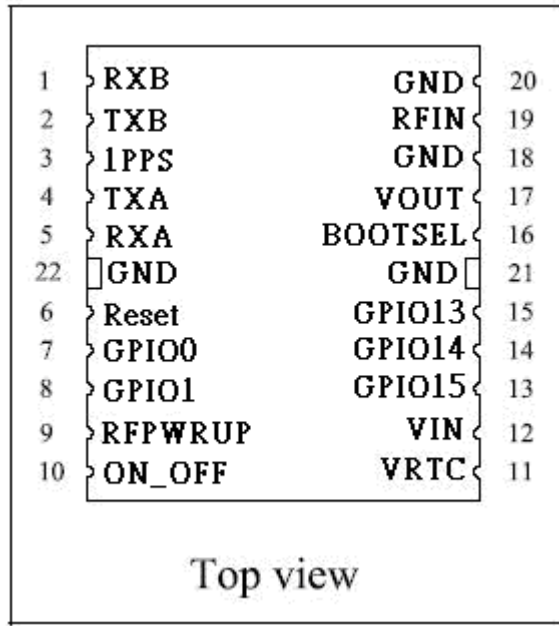 1 RXB GND 20
2 TXB RFIN 19
3 1PPS GND 18
4 TXA VOUT 17
5 RXA BOOTSEL 16
22 GND GND 21
6 Reset GPIO13 15
7 GPIO0 GPIO14 14
8 GPIO1 GPIO15 13
9 RFPWRUP VIN 12
10 ON_OFF VRTC 11
Top view